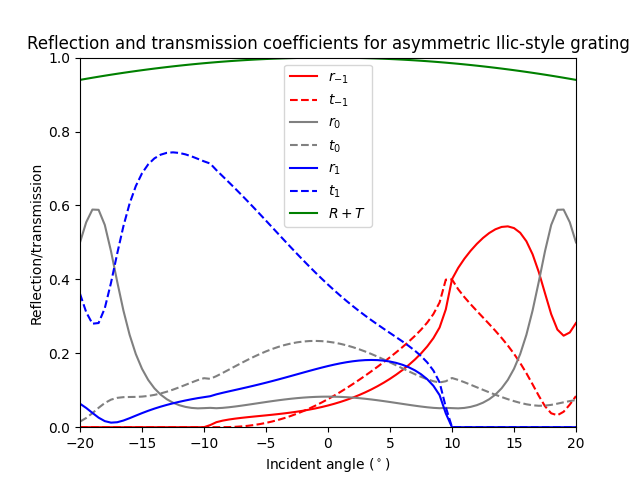 Reflection and transmission coefficients for asymmetric Ilic-style grating
1.0
0.8
0.6
0.4
0.2
0.0
Reflection/transmission
r₋₁
t₋₁
r₀
t₀
r₁
t₁
R + T
−20
−15
−10
−5
0
5
10
15
20
Incident angle (°)